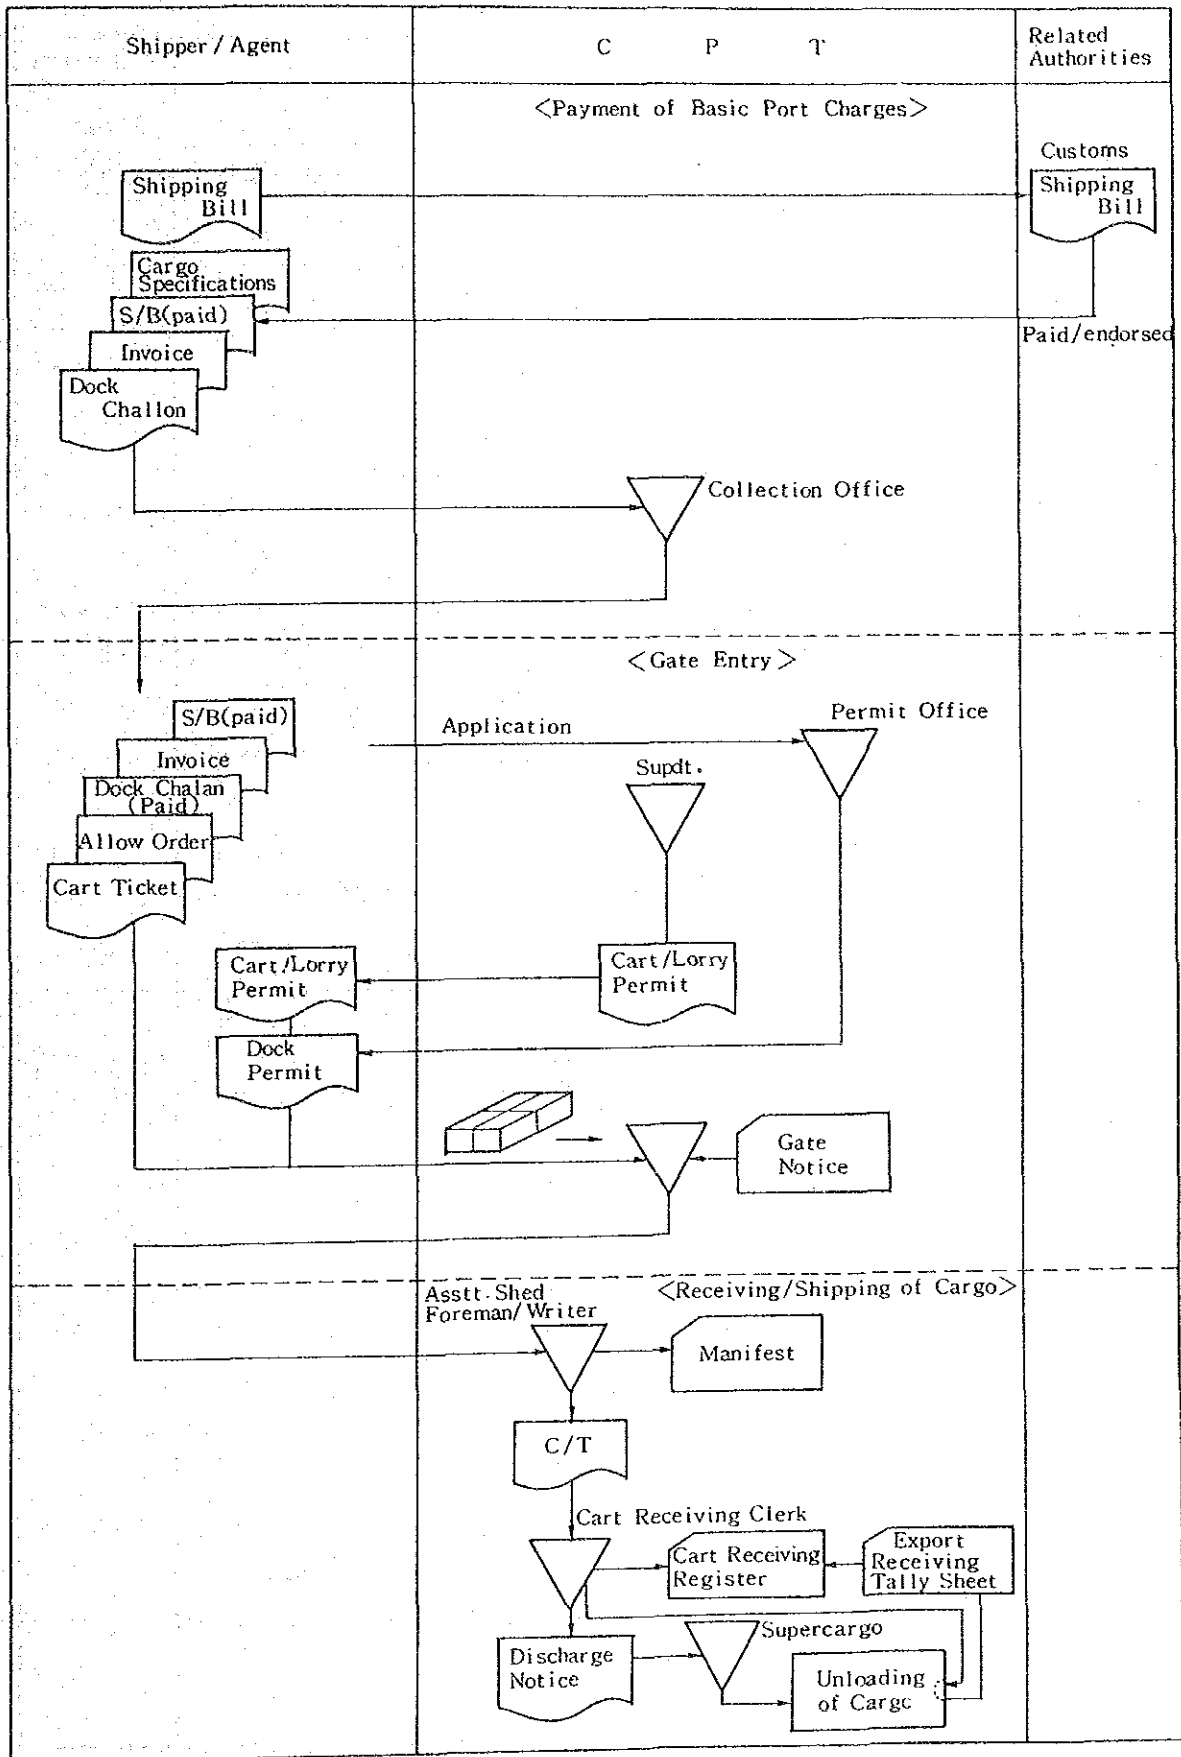 Shipper / Agent
C P T
Related
Authorities
<Payment of Basic Port Charges>
Customs
Shipping
Bill
Shipping
Bill
Cargo
Specifications
S/B(paid)
Paid/endorsed
Invoice
Dock
Challon
Collection Office
<Gate Entry>
S/B(paid)
Invoice
Dock Chalan
(Paid)
Allow Order
Cart Ticket
Application
Permit Office
Supdt.
Cart/Lorry
Permit
Cart/Lorry
Permit
Dock
Permit
Gate
Notice
<Receiving/Shipping of Cargo>
Asstt. Shed
Foreman/Writer
Manifest
C/T
Cart Receiving Clerk
Cart Receiving
Register
Export
Receiving
Tally Sheet
Discharge
Notice
Supercargo
Unloading
of Cargo